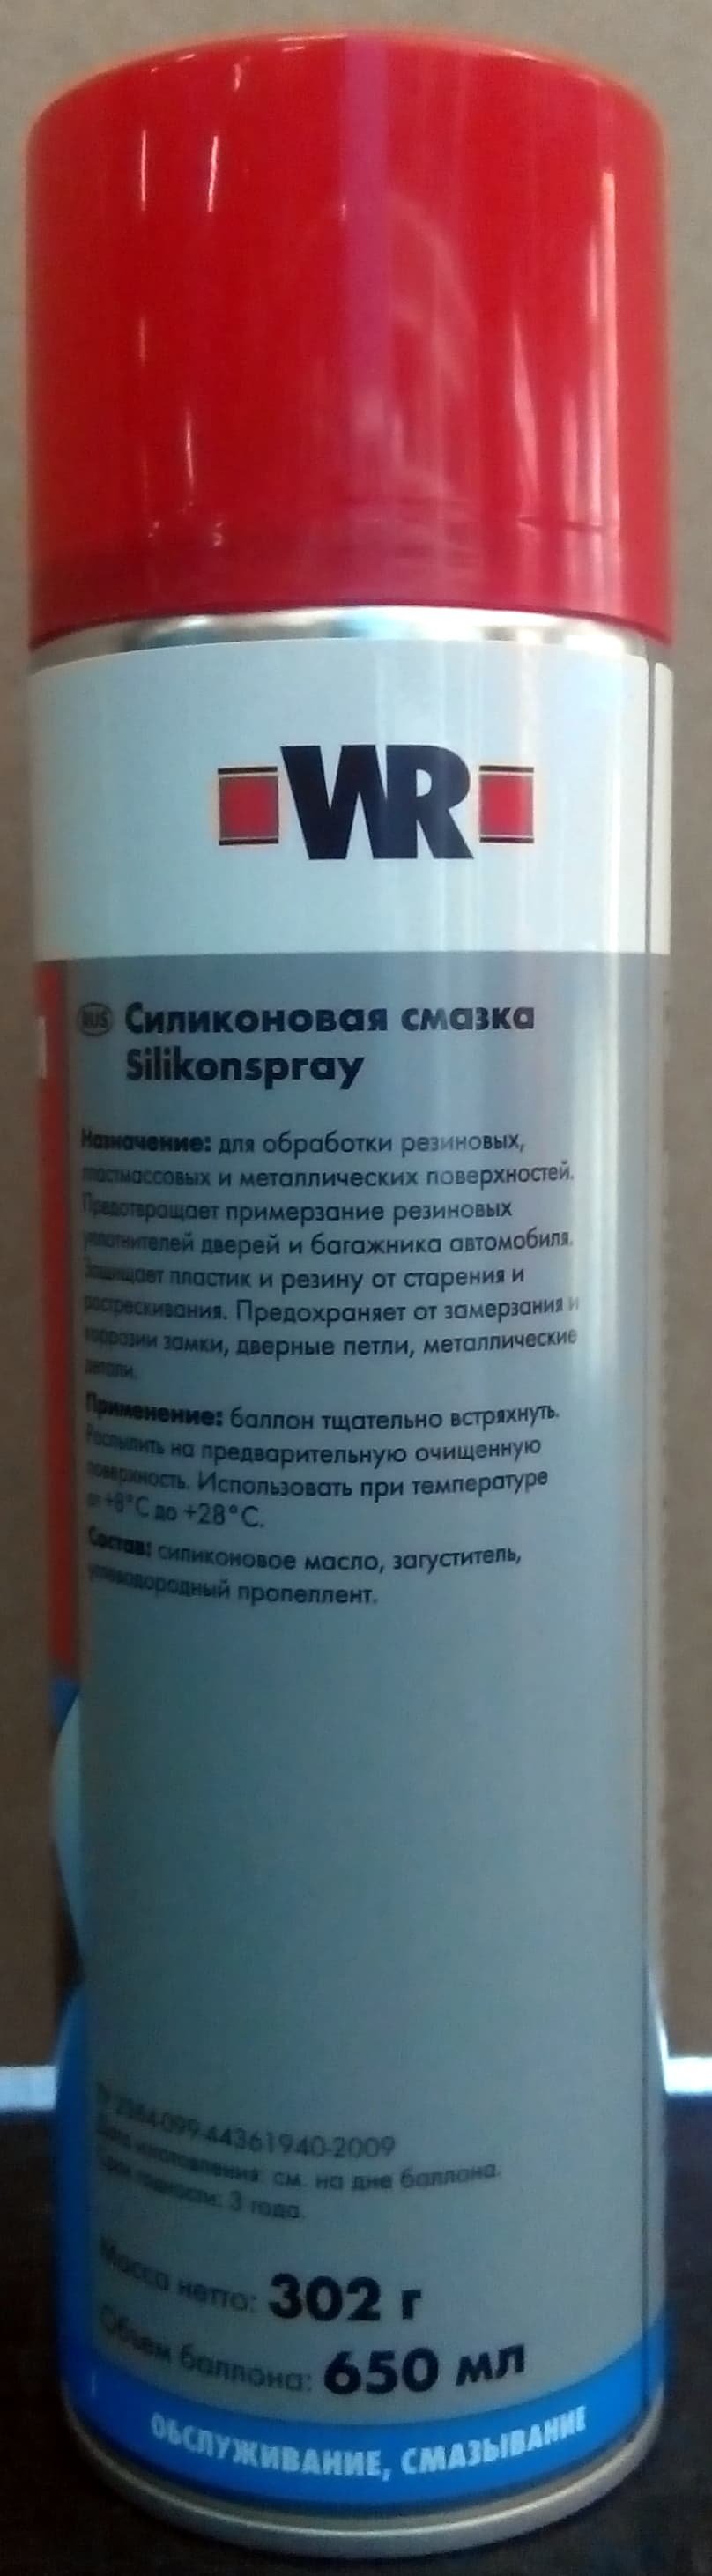 WR
RUS Силиконовая смазка
Silikonspray
Назначение: для обработки резиновых,
пластмассовых и металлических поверхностей.
Предотвращает примерзание резиновых
уплотнителей дверей и багажника автомобиля.
Защищает пластик и резину от старения и
растрескивания. Предохраняет от замерзания и
коррозии замки, дверные петли, металлические
детали.
Применение: баллон тщательно встряхнуть.
Распылить на предварительную очищенную
поверхность. Использовать при температуре
от +8°C до +28°C.
Состав: силиконовое масло, загуститель,
углеводородный пропеллент.
099-44361940-2009
Дата изготовления: см. на дне баллона.
Срок годности: 3 года.
Масса нетто: 302 г
Объем баллона: 650 мл
ОБСЛУЖИВАНИЕ, СМАЗЫВАНИЕ